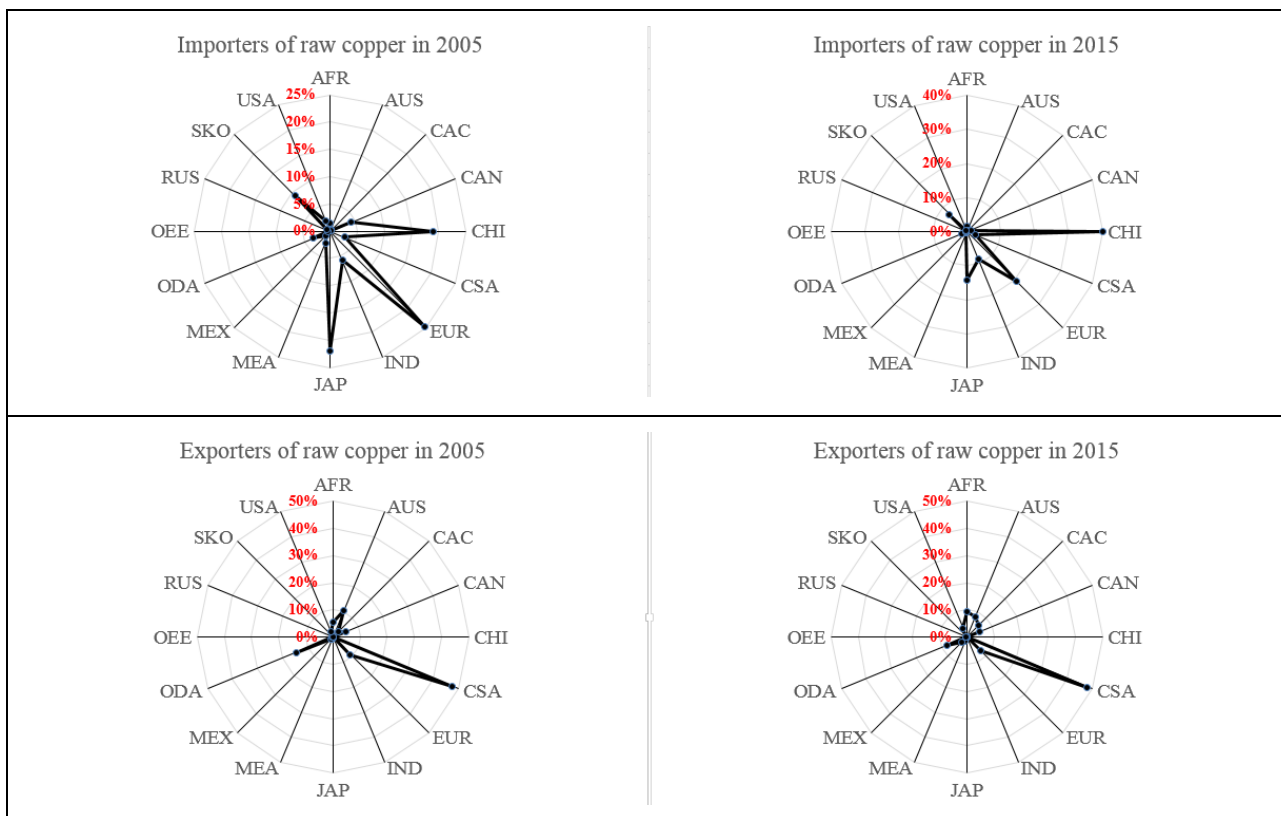 Importers of raw copper in 2005
AFR
25%
USA
AUS
20%
SKO
CAC
15%
RUS
10%
CAN
5%
OEE
0%
CHI
ODA
CSA
MEX
EUR
MEA
IND
JAP
Importers of raw copper in 2015
AFR
40%
USA
AUS
30%
SKO
CAC
20%
RUS
CAN
10%
OEE
0%
CHI
ODA
CSA
MEX
EUR
MEA
IND
JAP
Exporters of raw copper in 2005
AFR
50%
USA
AUS
40%
SKO
CAC
30%
RUS
20%
CAN
10%
OEE
0%
CHI
ODA
CSA
MEX
EUR
MEA
IND
JAP
Exporters of raw copper in 2015
AFR
50%
USA
AUS
40%
SKO
CAC
30%
RUS
20%
CAN
10%
OEE
0%
CHI
ODA
CSA
MEX
EUR
MEA
IND
JAP